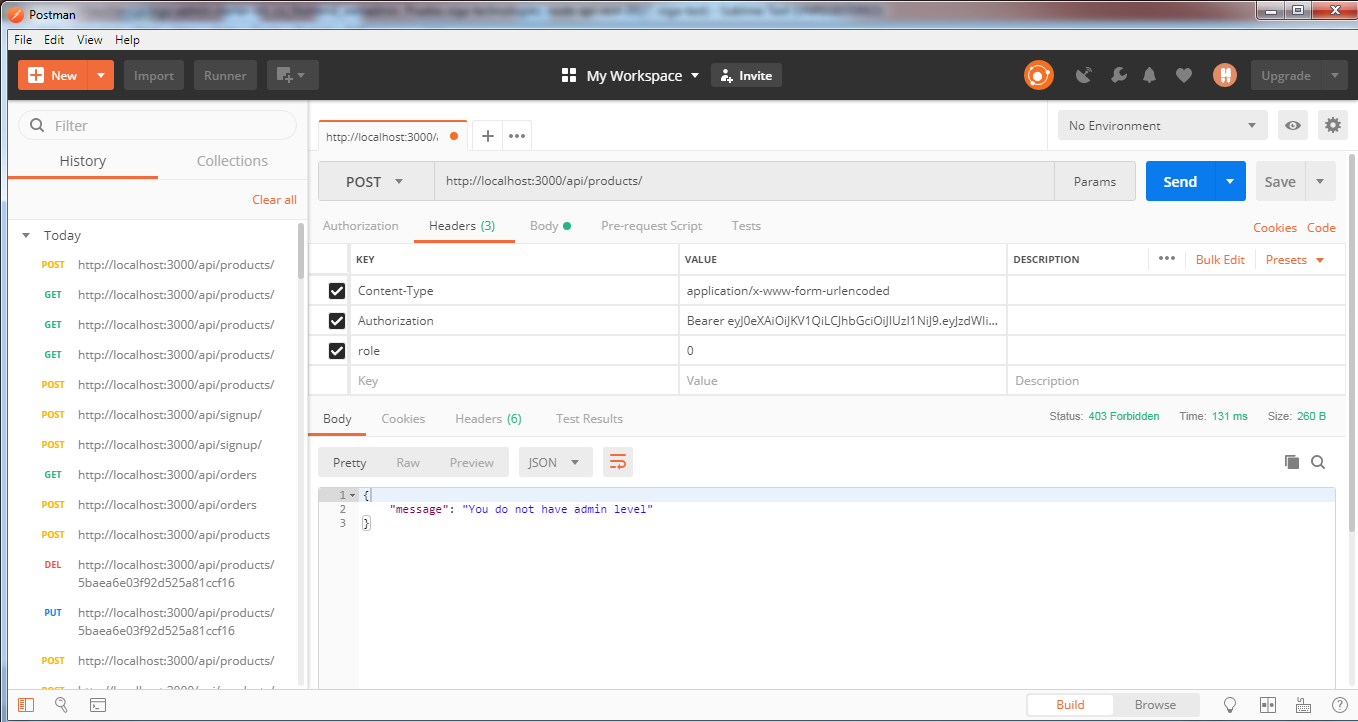 Postman
File Edit View Help
New Import Runner My Workspace Invite Upgrade
Filter
History Collections
Clear all
Today
POST http://localhost:3000/api/products/
GET http://localhost:3000/api/products/
GET http://localhost:3000/api/products/
GET http://localhost:3000/api/products/
POST http://localhost:3000/api/products/
POST http://localhost:3000/api/signup/
POST http://localhost:3000/api/signup/
GET http://localhost:3000/api/orders
POST http://localhost:3000/api/orders
POST http://localhost:3000/api/products
DEL http://localhost:3000/api/products/
5baea6e03f92d525a81ccf16
PUT http://localhost:3000/api/products/
5baea6e03f92d525a81ccf16
POST http://localhost:3000/api/products/
http://localhost:3000/ + ••• No Environment
POST http://localhost:3000/api/products/ Params Send Save
Authorization Headers (3) Body Pre-request Script Tests Cookies Code
KEY VALUE DESCRIPTION ••• Bulk Edit Presets
Content-Type application/x-www-form-urlencoded
Authorization Bearer eyJ0eXAiOiJKV1QiLCJhbGciOiJIUzI1NiJ9.eyJzdWIi...
role 0
Key Value Description
Body Cookies Headers (6) Test Results Status: 403 Forbidden Time: 131 ms Size: 260 B
Pretty Raw Preview JSON
1 {
2 "message": "You do not have admin level"
3 }
Build Browse ?